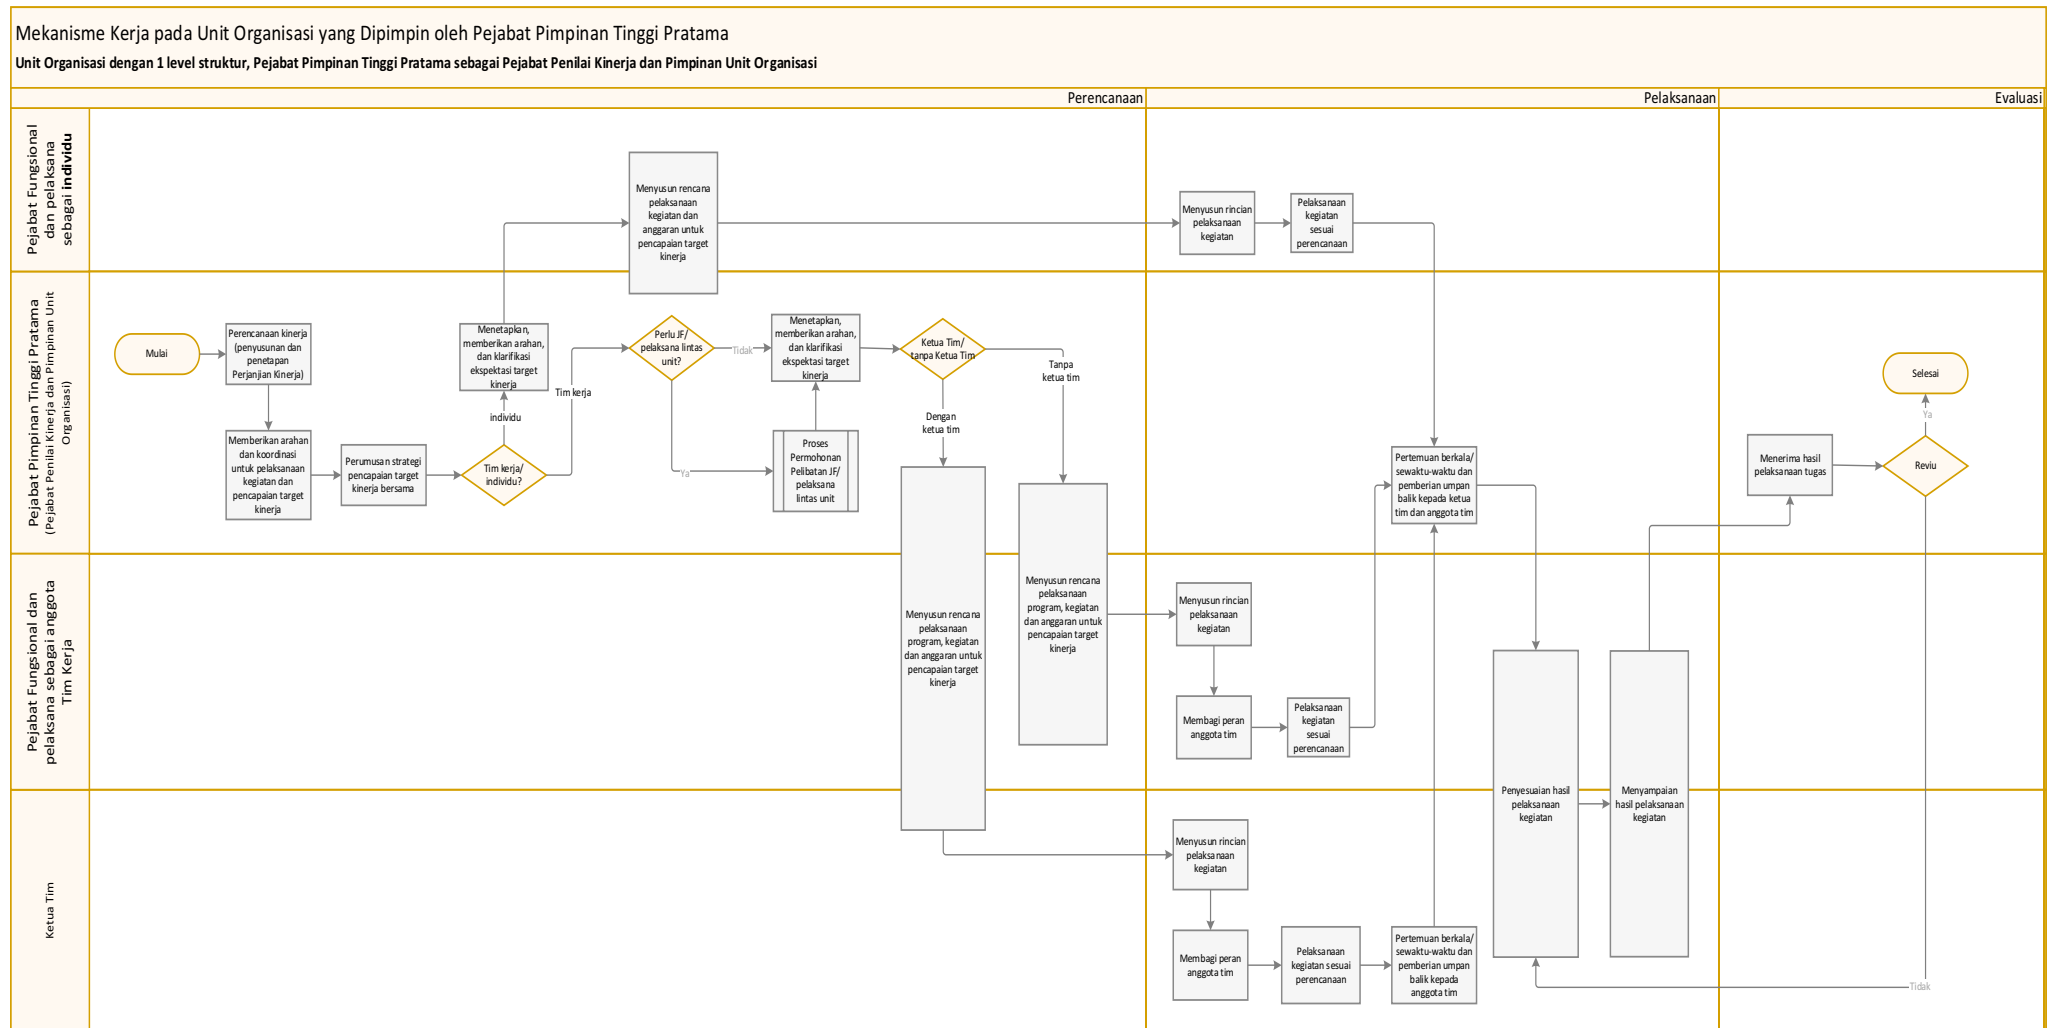 Mekanisme Kerja pada Unit Organisasi yang Dipimpin oleh Pejabat Pimpinan Tinggi Pratama
Unit Organisasi dengan 1 level struktur, Pejabat Pimpinan Tinggi Pratama sebagai Pejabat Penilai Kinerja dan Pimpinan Unit Organisasi
Perencanaan
Pelaksanaan
Evaluasi
Pejabat Fungsional
dan pelaksana
sebagai individu
Menyusun rencana
pelaksanaan
kegiatan dan
anggaran untuk
pencapaian target
kinerja
Menyusun rincian
pelaksanaan
kegiatan
Pelaksanaan
kegiatan
sesuai
perencanaan
Pejabat Pimpinan Tinggi Pratama
(Pejabat Penilai Kinerja dan Pimpinan Unit
Organisasi)
Mulai
Perencanaan kinerja
(penyusunan dan
penetapan
Perjanjian Kinerja)
Memberikan arahan
dan koordinasi
untuk pelaksanaan
kegiatan dan
pencapaian target
kinerja
Perumusan strategi
pencapaian target
kinerja bersama
Tim kerja/
individu?
individu
Menetapkan,
memberikan arahan,
dan klarifikasi
ekspektasi target
kinerja
Tim kerja
Perlu JF/
pelaksana lintas
unit?
Tidak
Ya
Proses
Permohonan
Pelibatan JF/
pelaksana
lintas unit
Menetapkan,
memberikan arahan,
dan klarifikasi
ekspektasi target
kinerja
Ketua Tim/
tanpa Ketua Tim
Dengan
ketua tim
Tanpa
ketua tim
Pertemuan berkala/
sewaktu-waktu dan
pemberian umpan
balik kepada ketua
tim dan anggota tim
Menerima hasil
pelaksanaan tugas
Reviu
Ya
Selesai
Pejabat Fungsional dan
pelaksana sebagai anggota
Tim Kerja
Menyusun rencana
pelaksanaan
program, kegiatan
dan anggaran untuk
pencapaian target
kinerja
Menyusun rencana
pelaksanaan
program, kegiatan
dan anggaran untuk
pencapaian target
kinerja
Menyusun rincian
pelaksanaan
kegiatan
Membagi peran
anggota tim
Pelaksanaan
kegiatan
sesuai
perencanaan
Penyesuaian hasil
pelaksanaan
kegiatan
Menyampaian
hasil pelaksanaan
kegiatan
Ketua Tim
Menyusun rincian
pelaksanaan
kegiatan
Membagi peran
anggota tim
Pelaksanaan
kegiatan sesuai
perencanaan
Pertemuan berkala/
sewaktu-waktu dan
pemberian umpan
balik kepada
anggota tim
Tidak